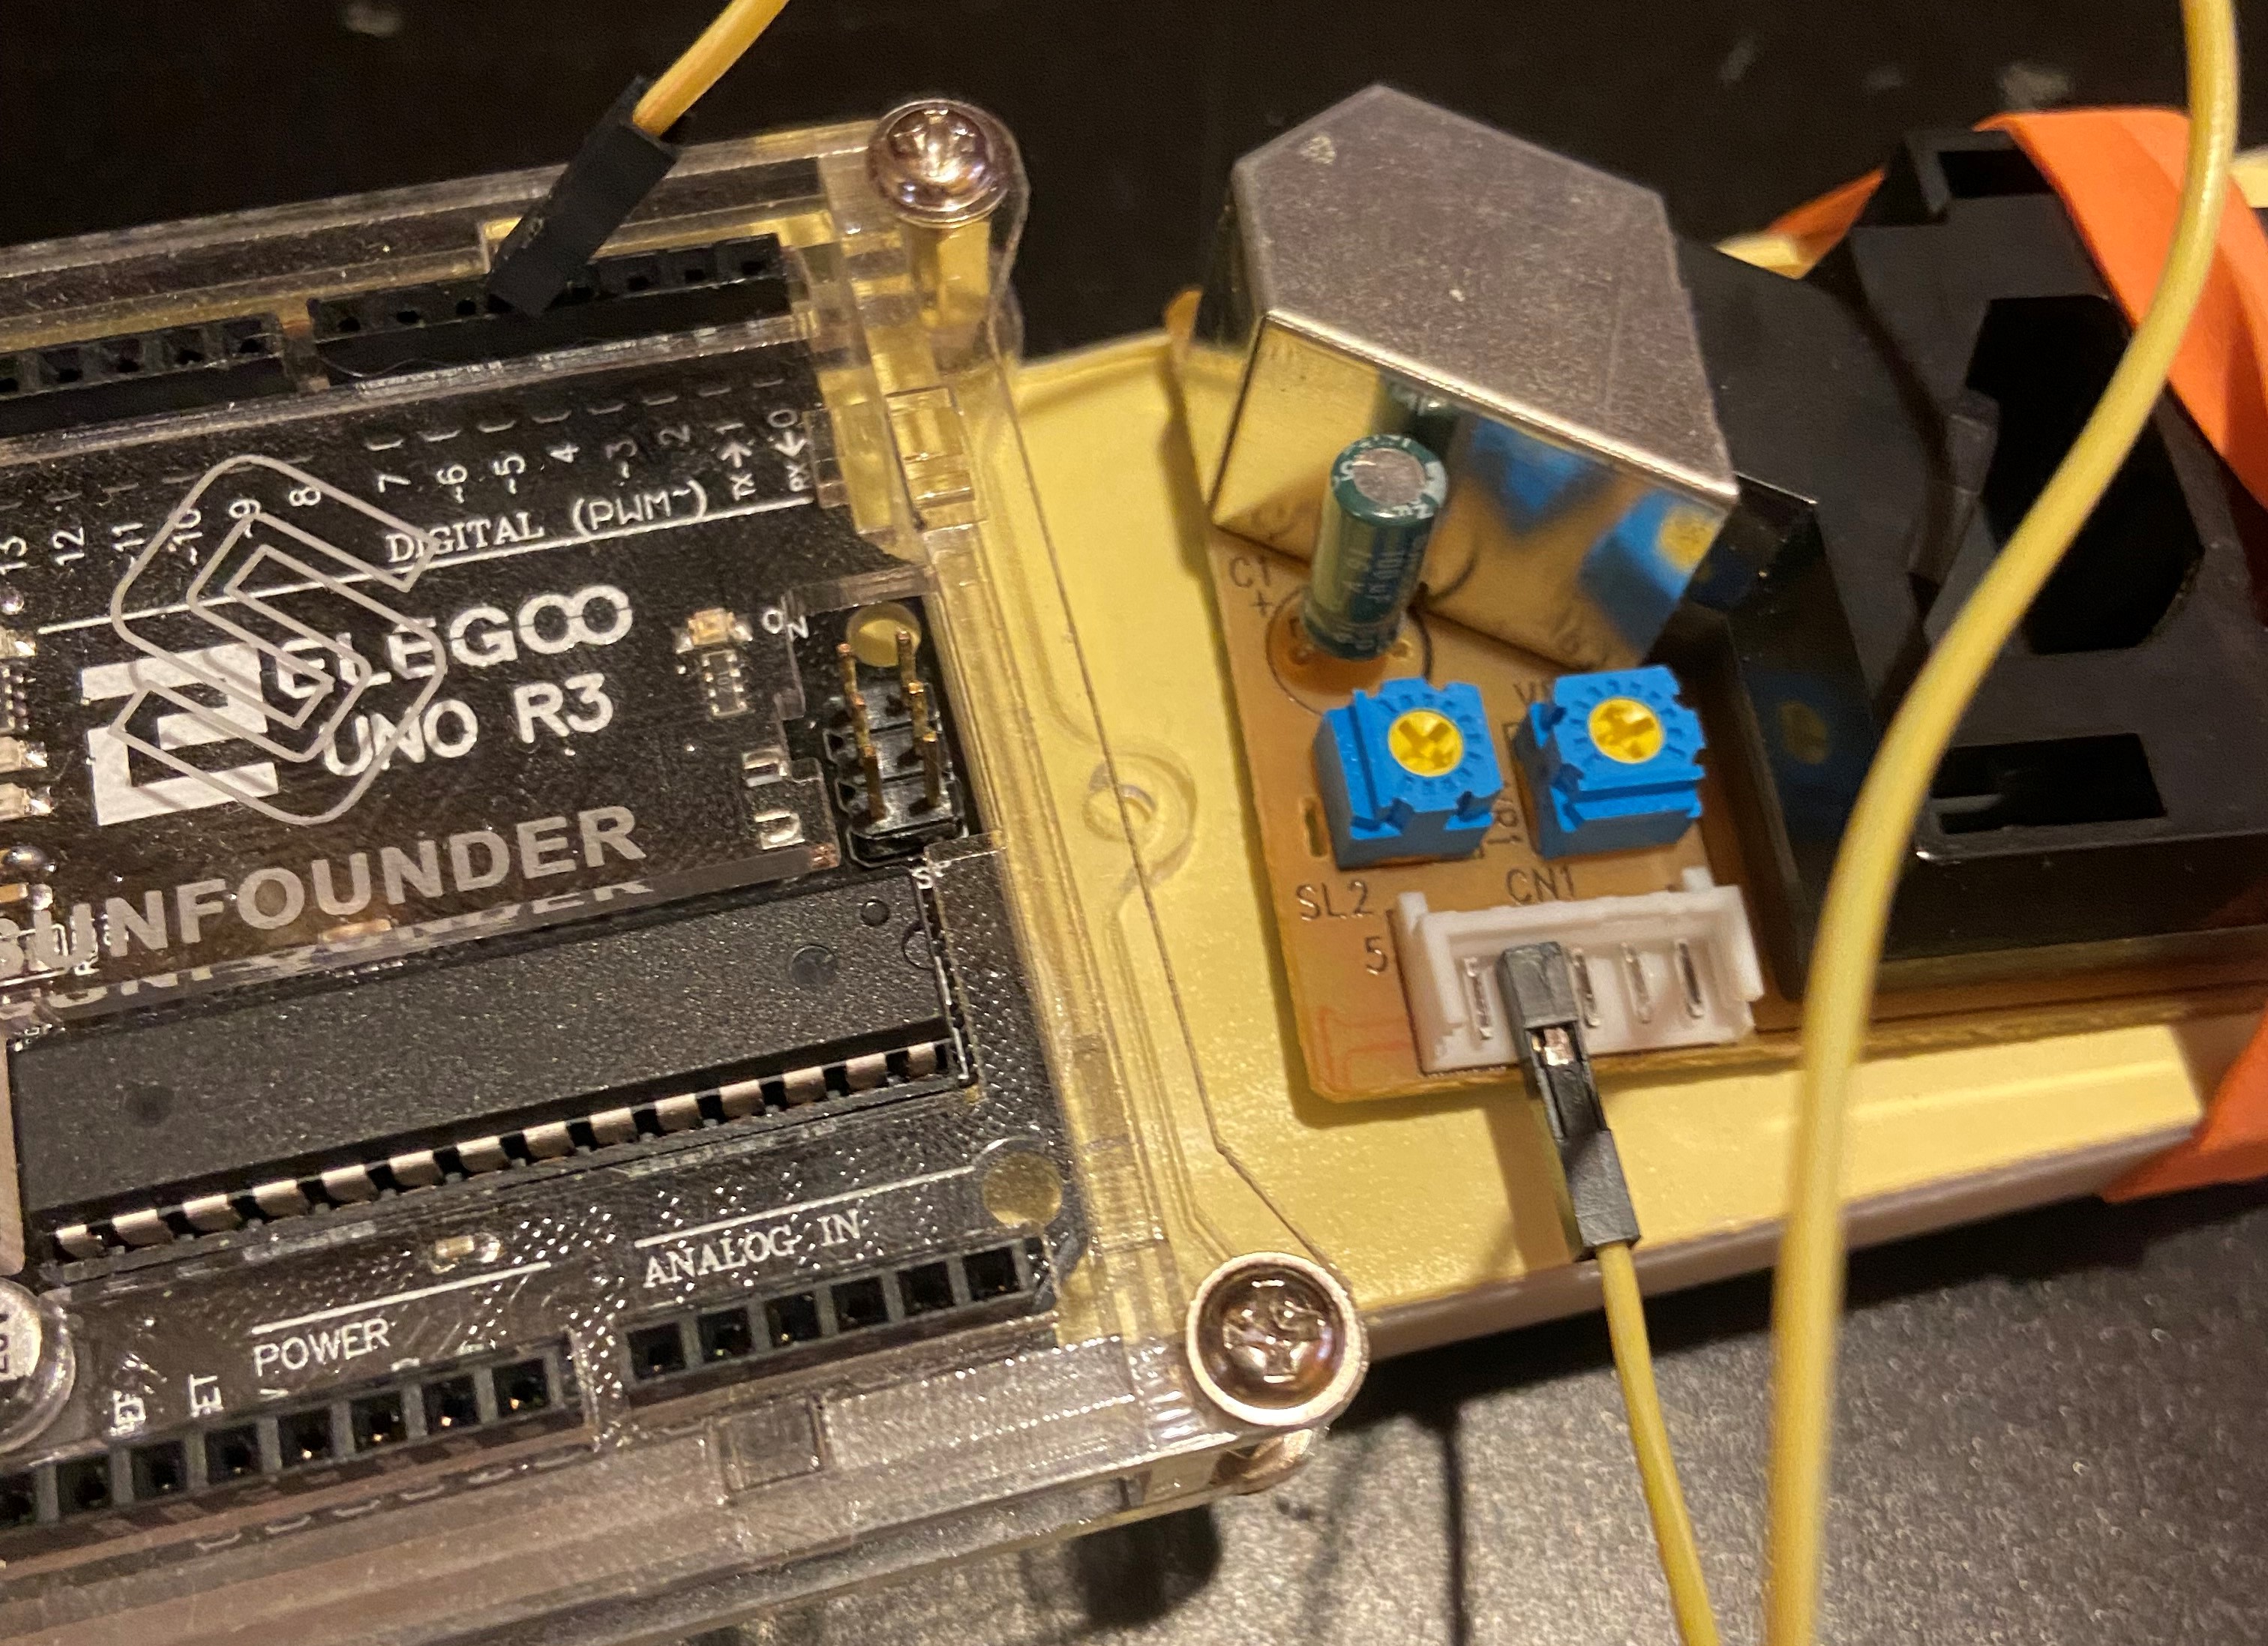 13 12 ~11 ~10 ~9 8 7 ~6 ~5 4 ~3 2 TX→1 RX←0
DIGITAL (PWM~)
ELEGOO
UNO R3
ON
SUNFOUNDER
POWER
ANALOG IN
C1
+
SL2
CN1
5